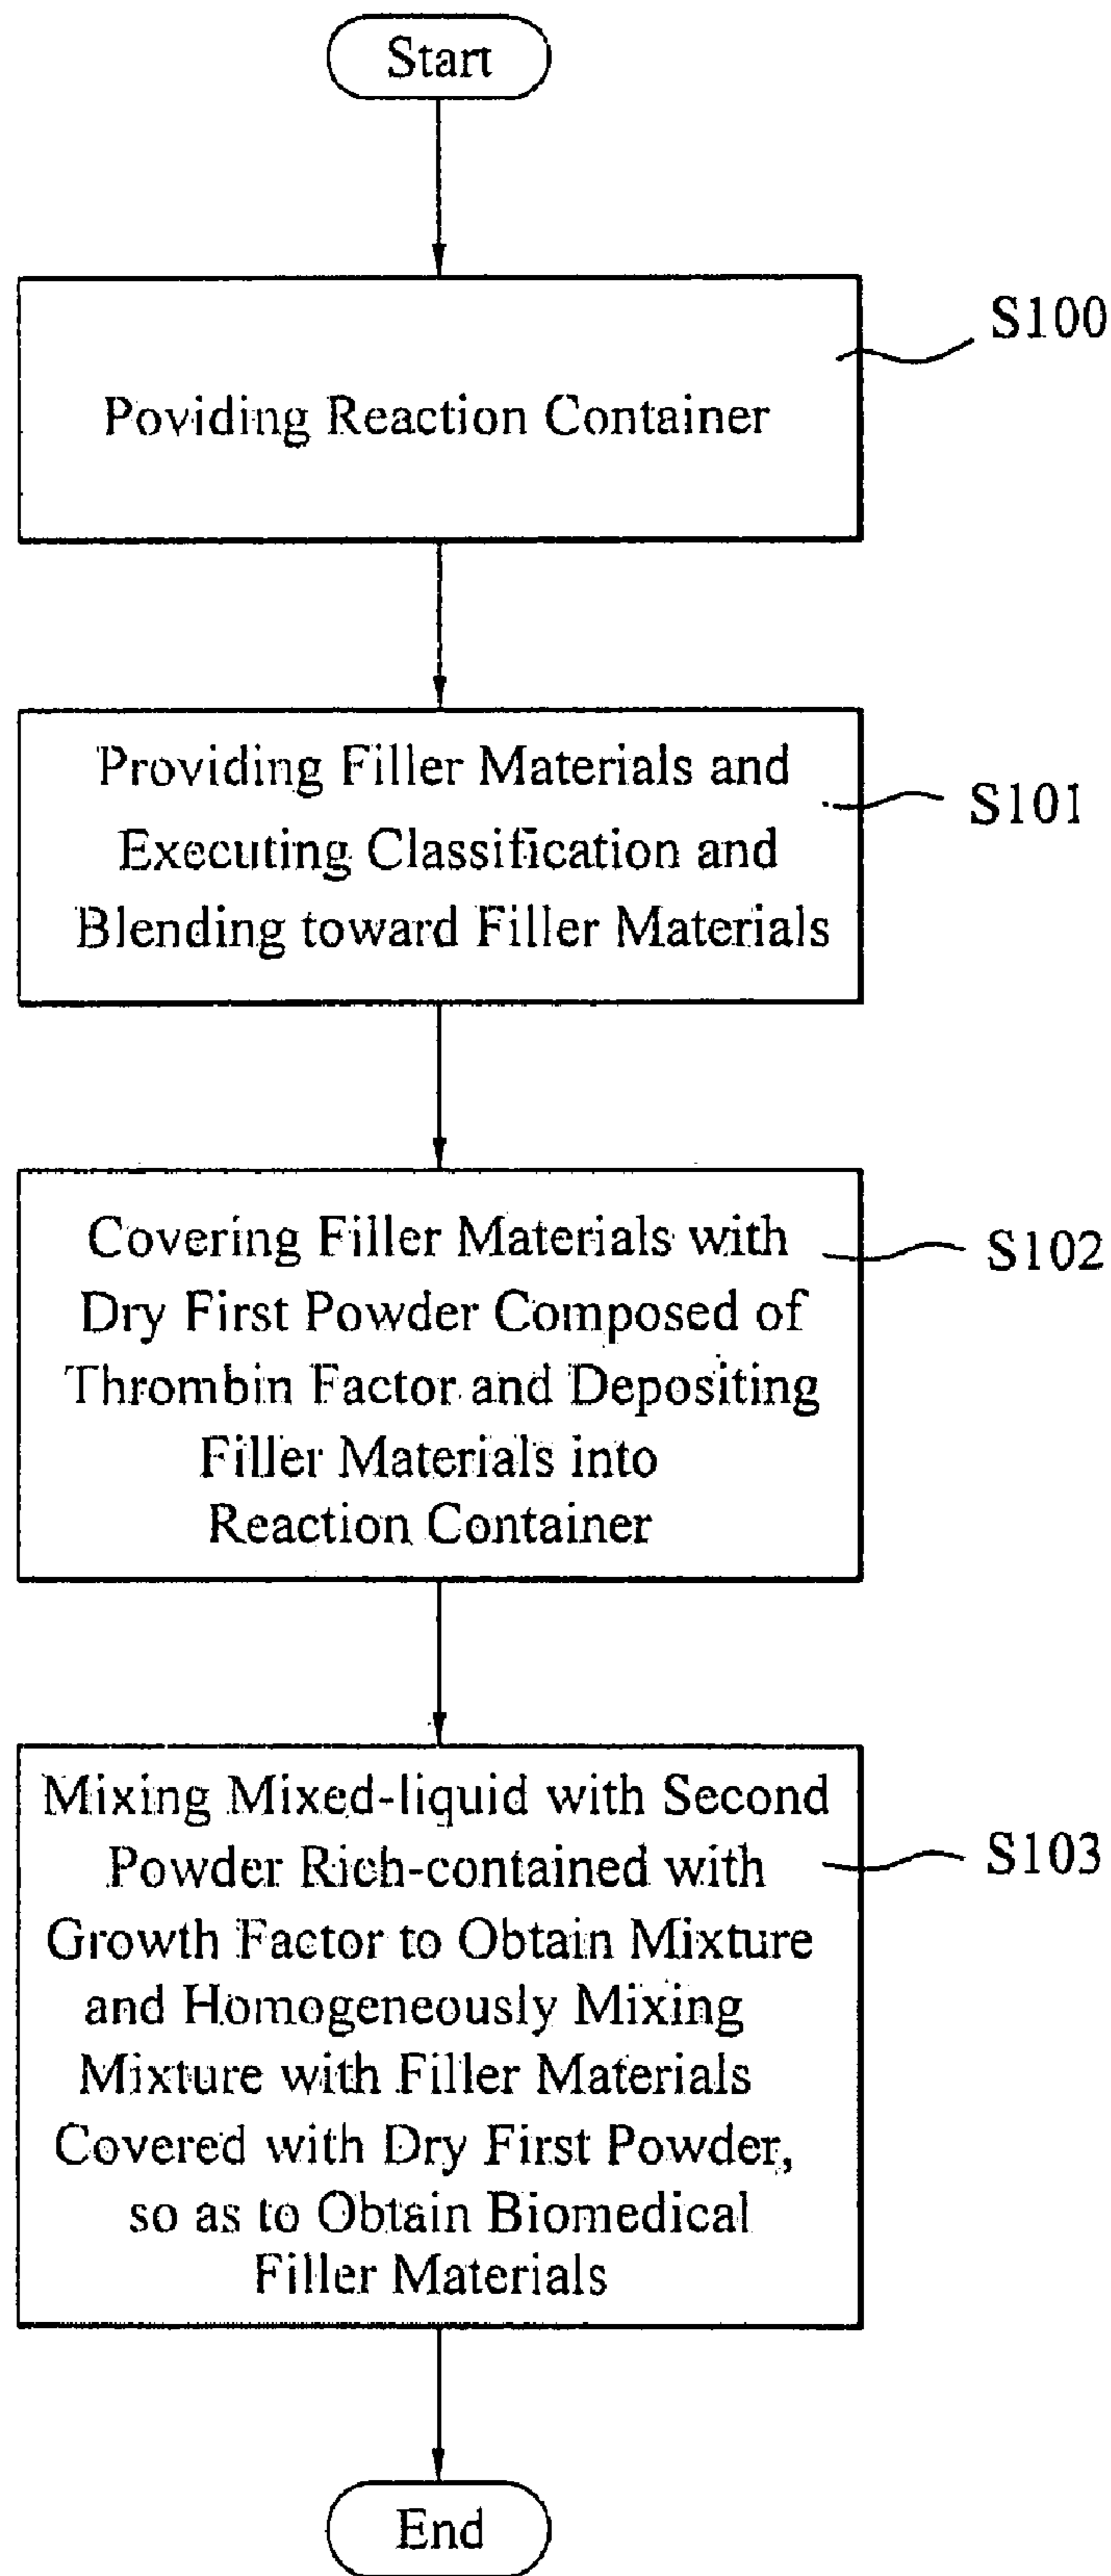 Start
Poviding Reaction Container
S100
Providing Filler Materials and
Executing Classification and
Blending toward Filler Materials
S101
Covering Filler Materials with
Dry First Powder Composed of
Thrombin Factor and Depositing
Filler Materials into
Reaction Container
S102
Mixing Mixed-liquid with Second
Powder Rich-contained with
Growth Factor to Obtain Mixture
and Homogeneously Mixing
Mixture with Filler Materials
Covered with Dry First Powder,
so as to Obtain Biomedical
Filler Materials
S103
End